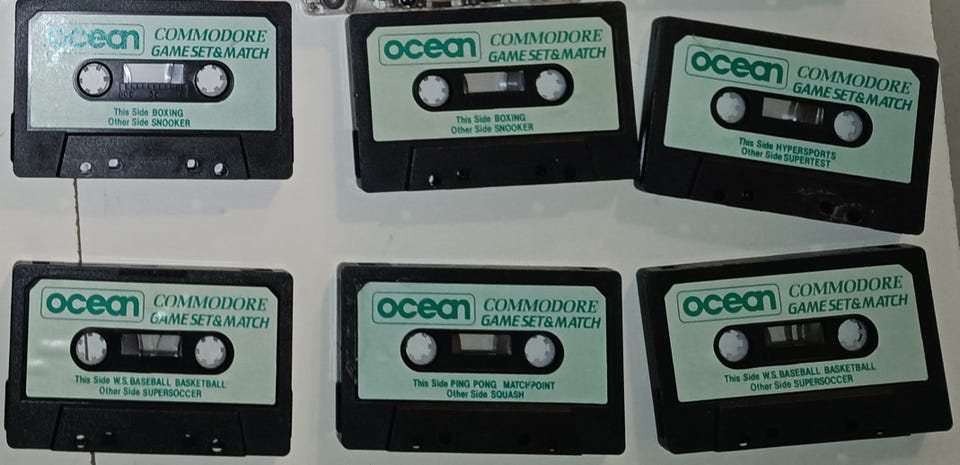 ocean COMMODORE
GAME SET & MATCH
This Side BOXING
Other Side SNOOKER
ocean COMMODORE
GAME SET & MATCH
This Side BOXING
Other Side SNOOKER
ocean COMMODORE
GAME SET & MATCH
This Side HYPERSPORTS
Other Side SUPERTEST
ocean COMMODORE
GAME SET & MATCH
This Side W.S. BASEBALL BASKETBALL
Other Side SUPERSOCCER
ocean COMMODORE
GAME SET & MATCH
This Side PING PONG MATCHPOINT
Other Side SQUASH
ocean COMMODORE
GAME SET & MATCH
This Side W.S. BASEBALL BASKETBALL
Other Side SUPERSOCCER